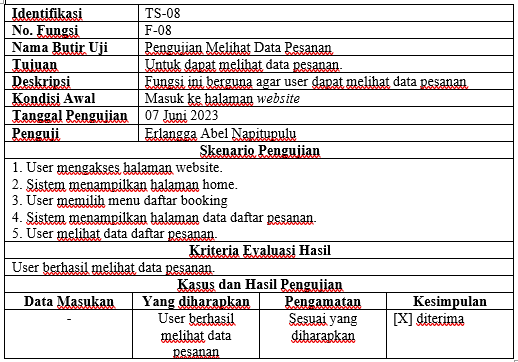 Identifikasi TS-08
No. Fungsi F-08
Nama Butir Uji Pengujian Melihat Data Pesanan
Tujuan Untuk dapat melihat data pesanan.
Deskripsi Fungsi ini berguna agar user dapat melihat data pesanan
Kondisi Awal Masuk ke halaman website
Tanggal Pengujian 07 Juni 2023
Penguji Erlangga Abel Napitupulu
Skenario Pengujian
1. User mengakses halaman website.
2. Sistem menampilkan halaman home.
3. User memilih menu daftar booking
4. Sistem menampilkan halaman data daftar pesanan.
5. User melihat data daftar pesanan.
Kriteria Evaluasi Hasil
User berhasil melihat data pesanan.
Kasus dan Hasil Pengujian
Data Masukan Yang diharapkan Pengamatan Kesimpulan
- User berhasil Sesuai yang [X] diterima
melihat data diharapkan
pesanan